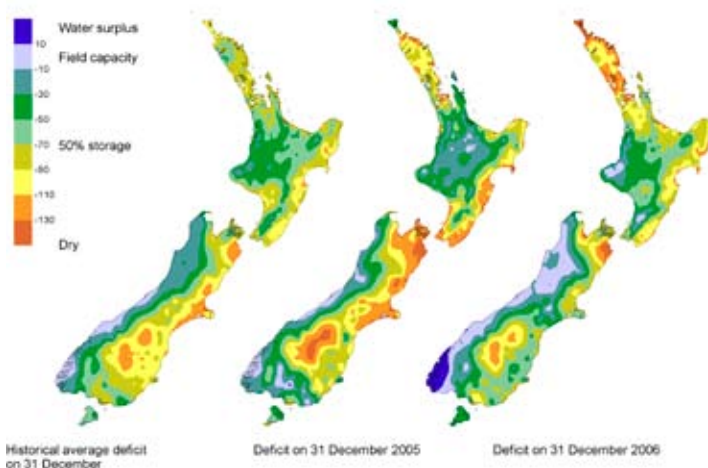 Water surplus
10
Field capacity
-10
-30
-50
50% storage
-70
-90
-110
-130
Dry
Historical average deficit
on 31 December
Deficit on 31 December 2005
Deficit on 31 December 2006